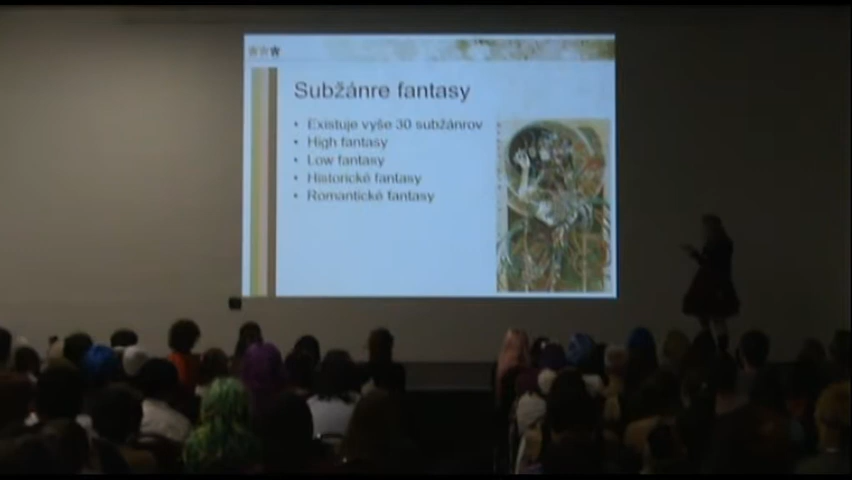 Subžánre fantasy
Existuje vyše 30 subžánrov
High fantasy
Low fantasy
Historické fantasy
Romantické fantasy